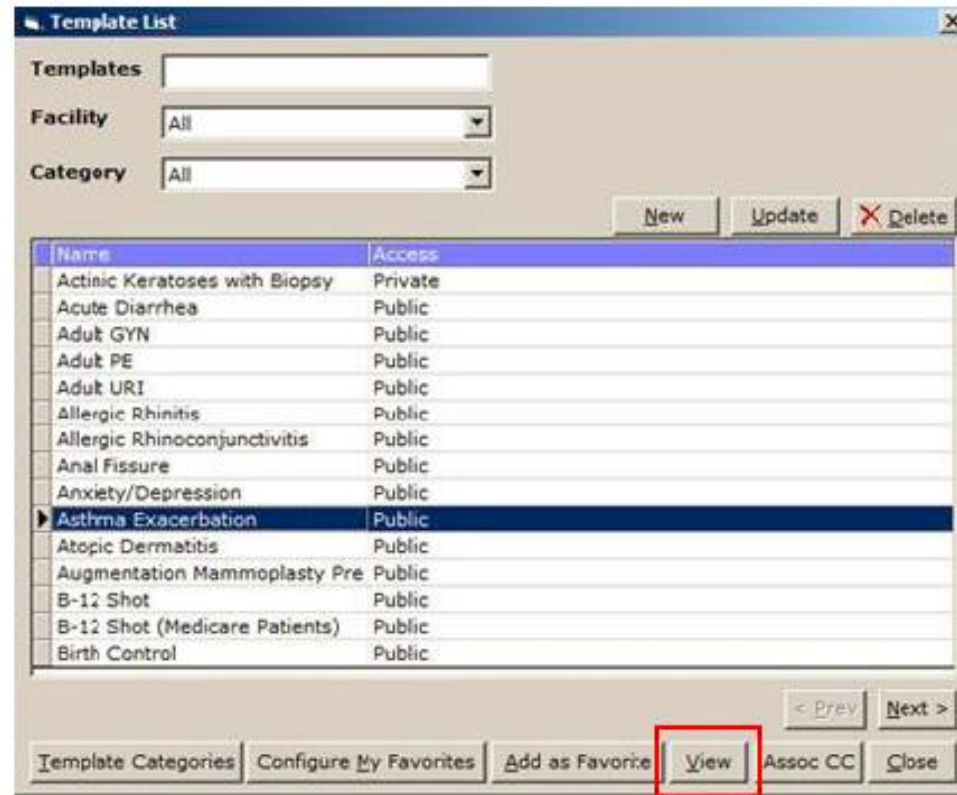 Template List
Templates
Facility All
Category All
New Update Delete
Name Access
Actinic Keratoses with Biopsy Private
Acute Diarrhea Public
Adult GYN Public
Adult PE Public
Adult URI Public
Allergic Rhinitis Public
Allergic Rhinoconjunctivitis Public
Anal Fissure Public
Anxiety/Depression Public
Asthma Exacerbation Public
Atopic Dermatitis Public
Augmentation Mammoplasty Pre Public
B-12 Shot Public
B-12 Shot (Medicare Patients) Public
Birth Control Public
< Prev Next >
Template Categories Configure My Favorites Add as Favorite View Assoc CC Close